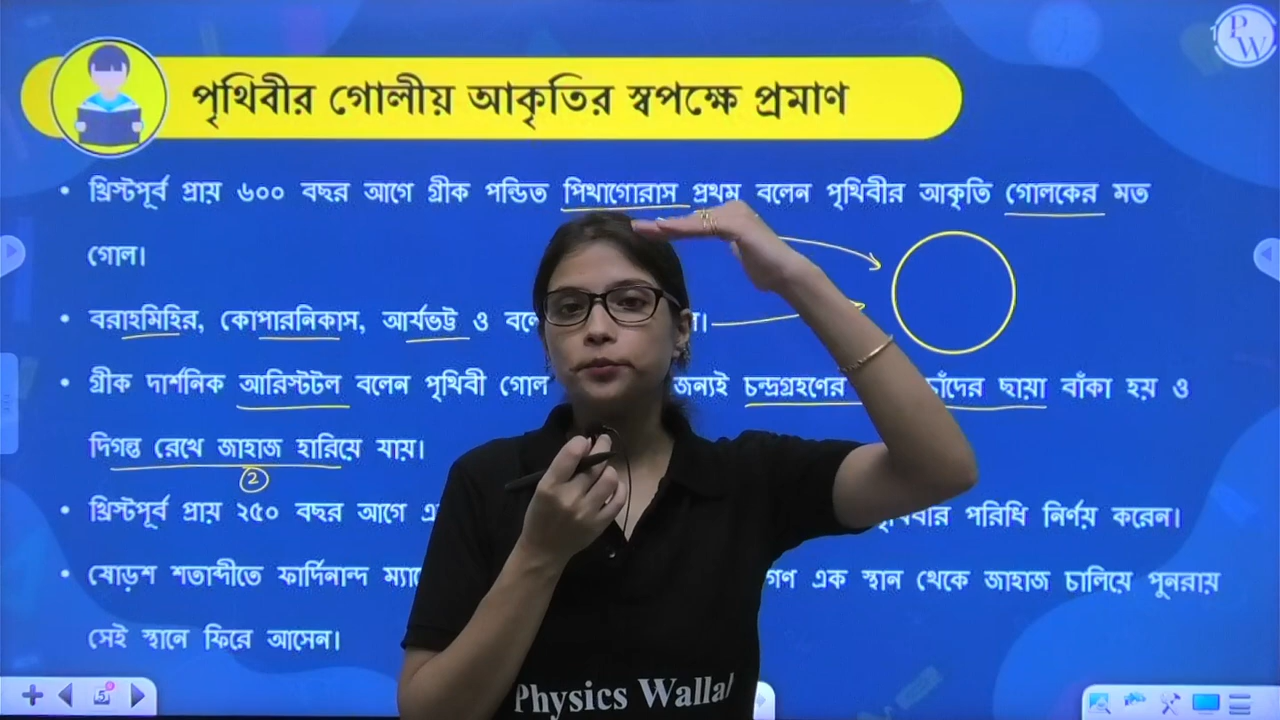 PW
পৃথিবীর গোলীয় আকৃতির স্বপক্ষে প্রমাণ
• খ্রিস্টপূর্ব প্রায় ৬০০ বছর আগে গ্রীক পন্ডিত পিথাগোরাস প্রথম বলেন পৃথিবীর আকৃতি গোলকের মত
গোল।
• বরাহমিহির, কোপারনিকাস, আর্যভট্ট ও
• গ্রীক দার্শনিক আরিস্টটল বলেন পৃথিবী গোল জন্যই চন্দ্রগ্রহণের চাঁদের ছায়া বাঁকা হয় ও
দিগন্ত রেখে জাহাজ হারিয়ে যায়।
2
• খ্রিস্টপূর্ব প্রায় ২৫০ বছর আগে পরিধি নির্ণয় করেন।
• ষোড়শ শতাব্দীতে ফার্দিনান্দ এক স্থান থেকে জাহাজ চালিয়ে পুনরায়
সেই স্থানে ফিরে আসেন।
Physics Wallah